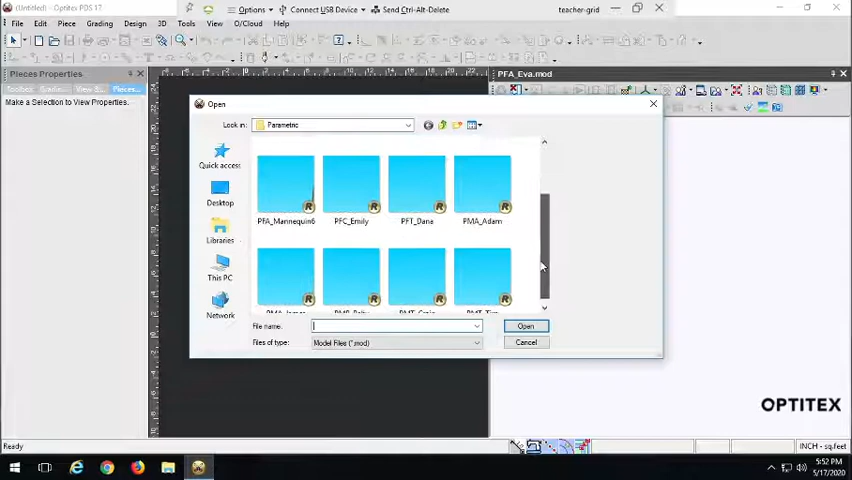 (Untitled) - Optitex PDS 17
Options
Connect USB Device
Send Ctrl-Alt-Delete
teacher-grid
File Edit Piece Grading Design 3D Tools View O/Cloud Help
Pieces Properties
Pieces...
Make a Selection to View Properties.
PFA_Eva.mod
Open
Look in:
Parametric
Quick access
Desktop
Libraries
This PC
Network
PFA_Mannequin6
PFC_Emily
PFT_Dana
PMA_Adam
File name:
Open
Files of type:
Model Files (*.mod)
Cancel
OPTITEX
Ready
INCH - sq.feet
5:52 PM
5/17/2020